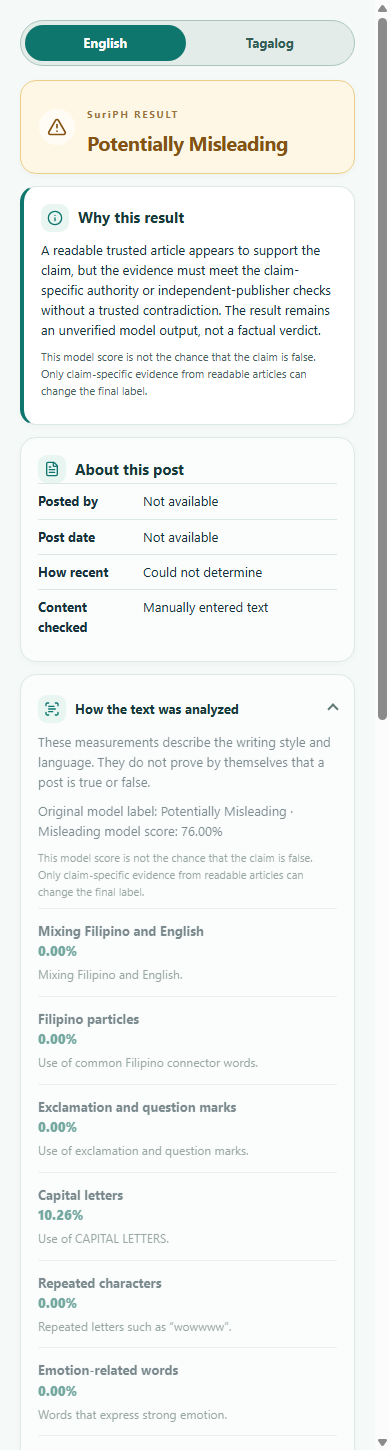 English
Tagalog
SuriPH RESULT
Potentially Misleading
Why this result
A readable trusted article appears to support the
claim, but the evidence must meet the claim-
specific authority or independent-publisher checks
without a trusted contradiction. The result remains
an unverified model output, not a factual verdict.
This model score is not the chance that the claim is false.
Only claim-specific evidence from readable articles can
change the final label.
About this post
Posted by Not available
Post date Not available
How recent Could not determine
Content Manually entered text
checked
How the text was analyzed
These measurements describe the writing style and
language. They do not prove by themselves that a
post is true or false.
Original model label: Potentially Misleading ·
Misleading model score: 76.00%
This model score is not the chance that the claim is false.
Only claim-specific evidence from readable articles can
change the final label.
Mixing Filipino and English
0.00%
Mixing Filipino and English.
Filipino particles
0.00%
Use of common Filipino connector words.
Exclamation and question marks
0.00%
Use of exclamation and question marks.
Capital letters
10.26%
Use of CAPITAL LETTERS.
Repeated characters
0.00%
Repeated letters such as "wowwww".
Emotion-related words
0.00%
Words that express strong emotion.